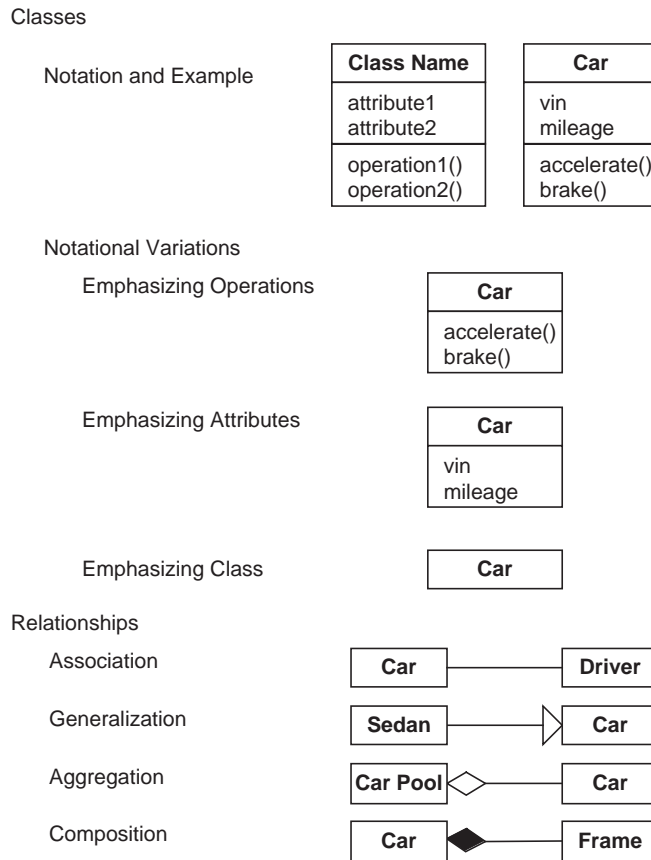 Classes
Notation and Example
Class Name
attribute1
attribute2
operation1()
operation2()
Car
vin
mileage
accelerate()
brake()
Notational Variations
Emphasizing Operations
Car
accelerate()
brake()
Emphasizing Attributes
Car
vin
mileage
Emphasizing Class
Car
Relationships
Association
Car
Driver
Generalization
Sedan
Car
Aggregation
Car Pool
Car
Composition
Car
Frame